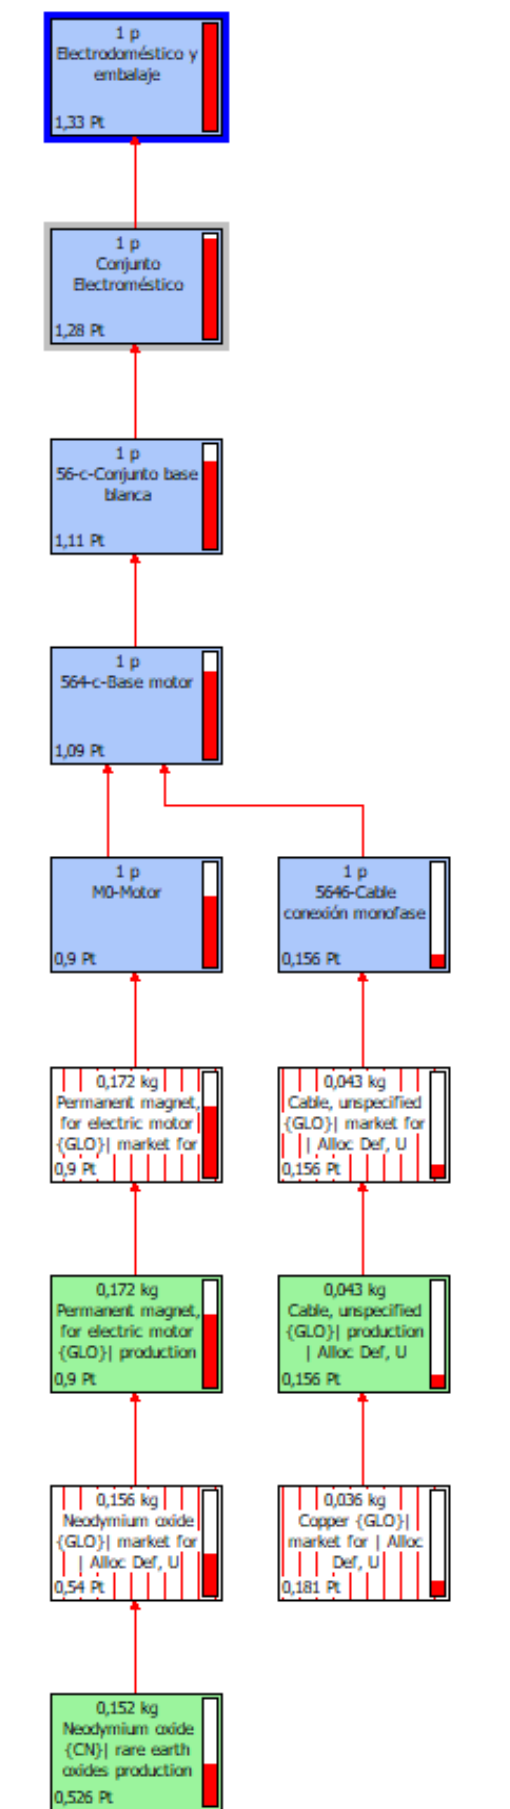 1 p
Electrodoméstico y
embalaje
1,33 Pt
1 p
Conjunto
Electroméstico
1,28 Pt
1 p
56-c-Conjunto base
blanca
1,11 Pt
1 p
564-c-Base motor
1,09 Pt
1 p
M0-Motor
0,9 Pt
1 p
5646-Cable
conexión monofase
0,156 Pt
0,172 kg
Permanent magnet,
for electric motor
{GLO}| market for
0,9 Pt
0,043 kg
Cable, unspecified
{GLO}| market for
| Alloc Def, U
0,156 Pt
0,172 kg
Permanent magnet,
for electric motor
{GLO}| production
0,9 Pt
0,043 kg
Cable, unspecified
{GLO}| production
| Alloc Def, U
0,156 Pt
0,156 kg
Neodymium oxide
{GLO}| market for
| Alloc Def, U
0,54 Pt
0,036 kg
Copper {GLO}|
market for | Alloc
Def, U
0,181 Pt
0,152 kg
Neodymium oxide
{CN}| rare earth
oxides production
0,526 Pt